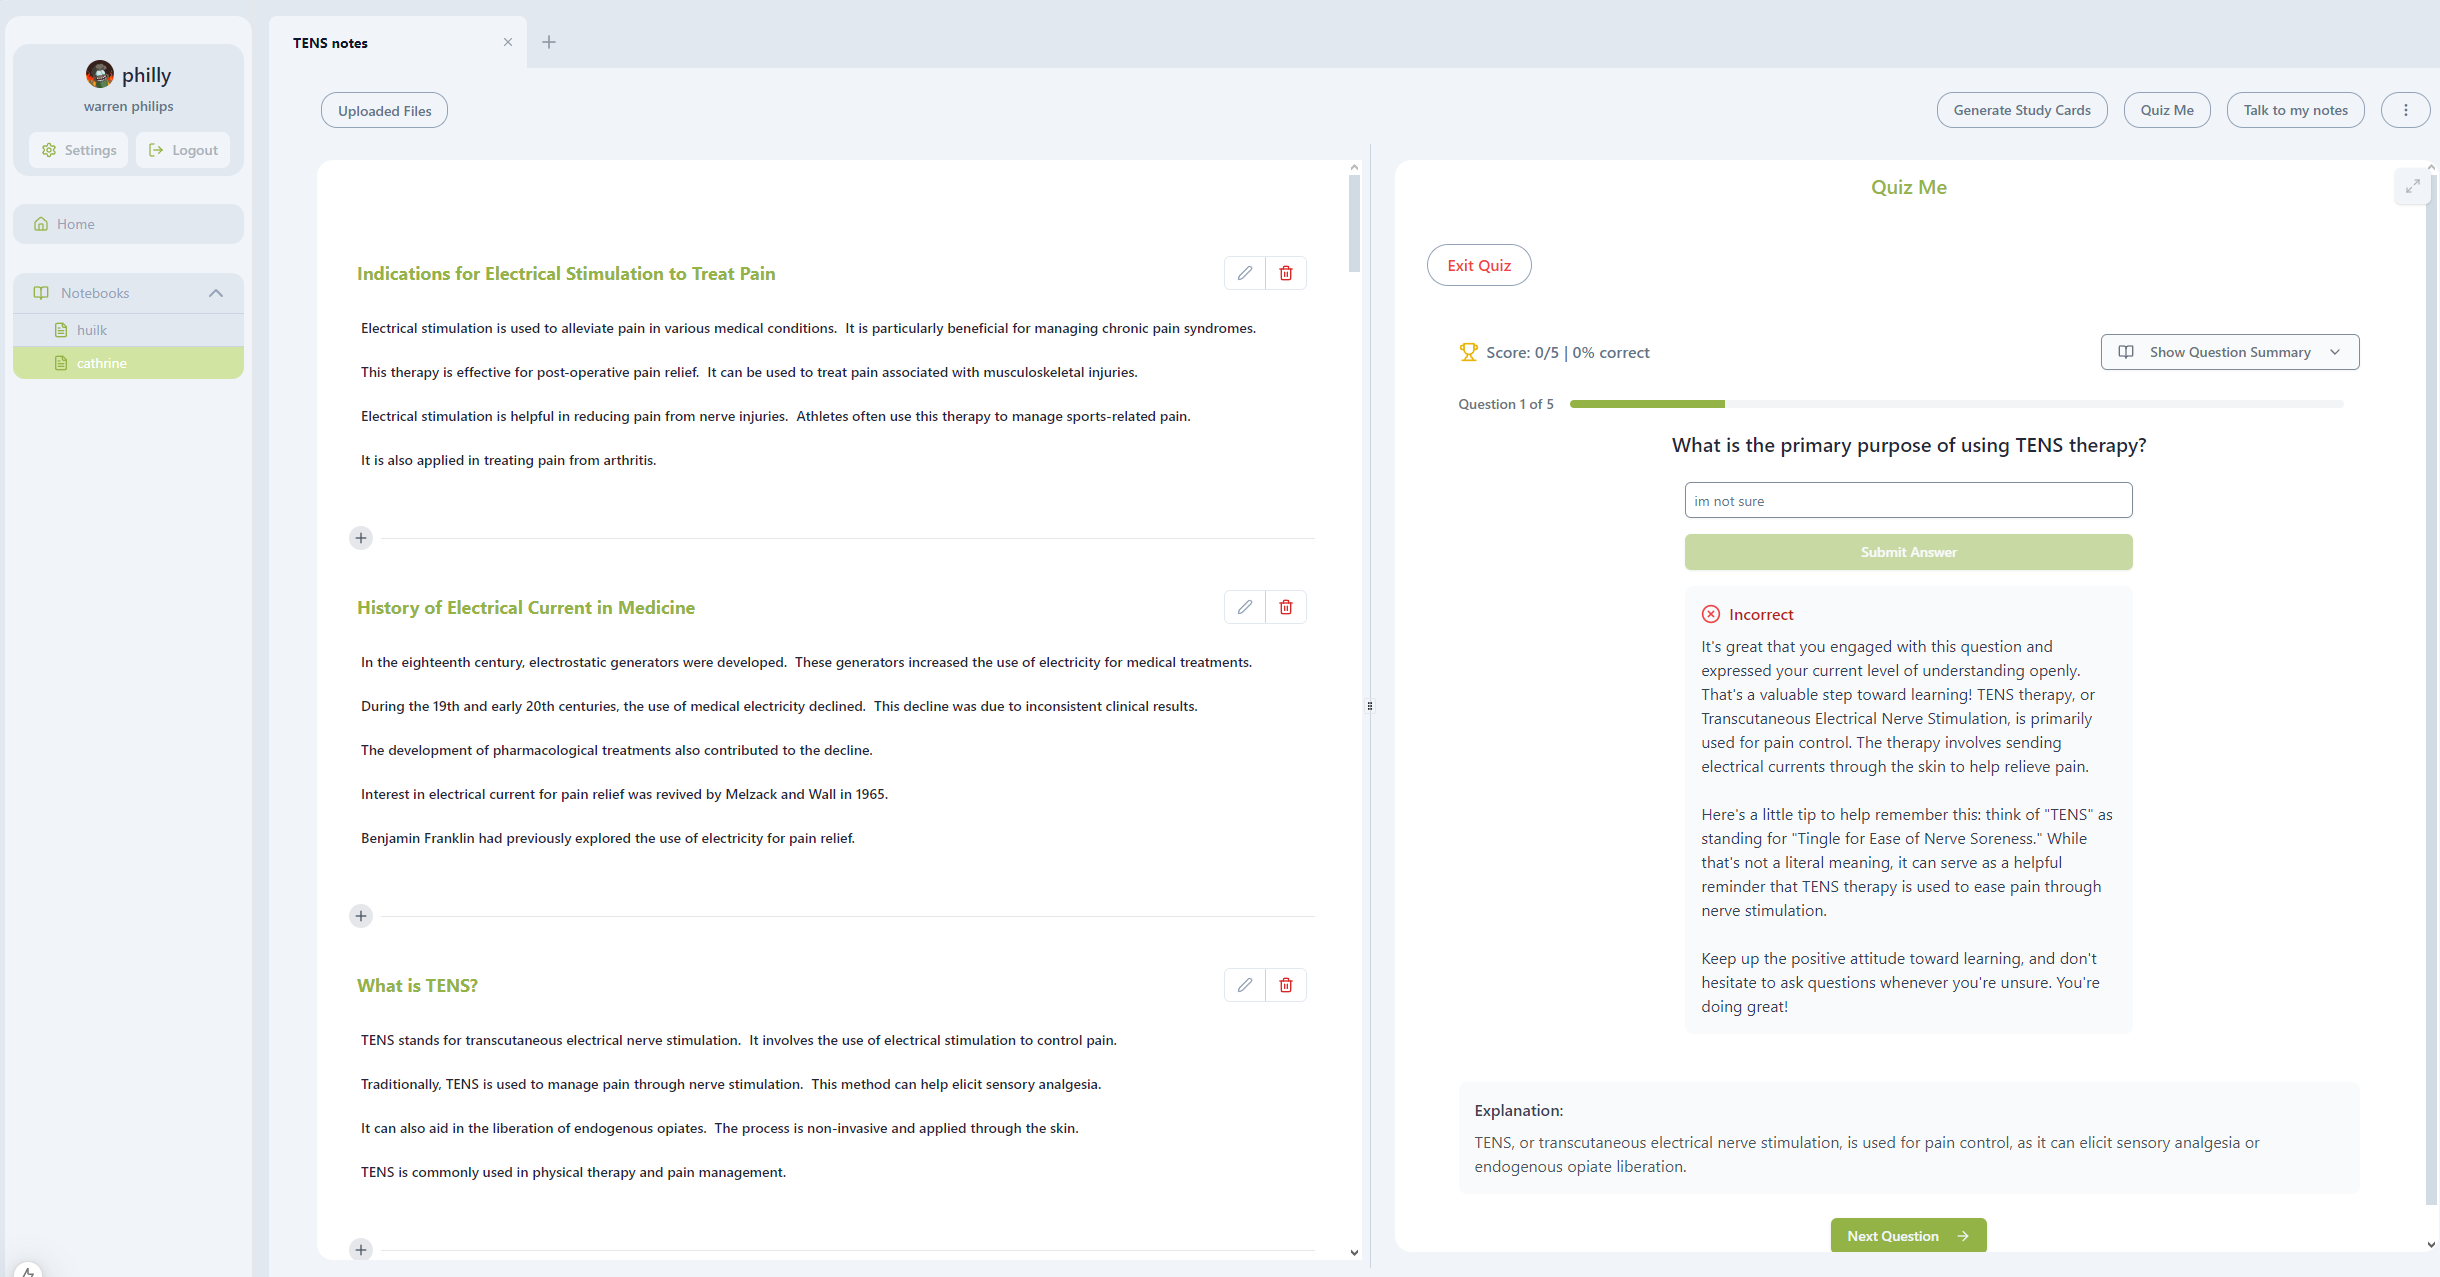 philly
warren philips
Settings
Logout
Home
Notebooks
huilk
cathrine
TENS notes
Uploaded Files
Generate Study Cards
Quiz Me
Talk to my notes
Indications for Electrical Stimulation to Treat Pain
Electrical stimulation is used to alleviate pain in various medical conditions.  It is particularly beneficial for managing chronic pain syndromes.
This therapy is effective for post-operative pain relief.  It can be used to treat pain associated with musculoskeletal injuries.
Electrical stimulation is helpful in reducing pain from nerve injuries.  Athletes often use this therapy to manage sports-related pain.
It is also applied in treating pain from arthritis.
History of Electrical Current in Medicine
In the eighteenth century, electrostatic generators were developed.  These generators increased the use of electricity for medical treatments.
During the 19th and early 20th centuries, the use of medical electricity declined.  This decline was due to inconsistent clinical results.
The development of pharmacological treatments also contributed to the decline.
Interest in electrical current for pain relief was revived by Melzack and Wall in 1965.
Benjamin Franklin had previously explored the use of electricity for pain relief.
What is TENS?
TENS stands for transcutaneous electrical nerve stimulation.  It involves the use of electrical stimulation to control pain.
Traditionally, TENS is used to manage pain through nerve stimulation.  This method can help elicit sensory analgesia.
It can also aid in the liberation of endogenous opiates.  The process is non-invasive and applied through the skin.
TENS is commonly used in physical therapy and pain management.
Quiz Me
Exit Quiz
Score: 0/5 | 0% correct
Show Question Summary
Question 1 of 5
What is the primary purpose of using TENS therapy?
im not sure
Submit Answer
Incorrect
It's great that you engaged with this question and
expressed your current level of understanding openly.
That's a valuable step toward learning! TENS therapy, or
Transcutaneous Electrical Nerve Stimulation, is primarily
used for pain control. The therapy involves sending
electrical currents through the skin to help relieve pain.
Here's a little tip to help remember this: think of "TENS" as
standing for "Tingle for Ease of Nerve Soreness." While
that's not a literal meaning, it can serve as a helpful
reminder that TENS therapy is used to ease pain through
nerve stimulation.
Keep up the positive attitude toward learning, and don't
hesitate to ask questions whenever you're unsure. You're
doing great!
Explanation:
TENS, or transcutaneous electrical nerve stimulation, is used for pain control, as it can elicit sensory analgesia or
endogenous opiate liberation.
Next Question